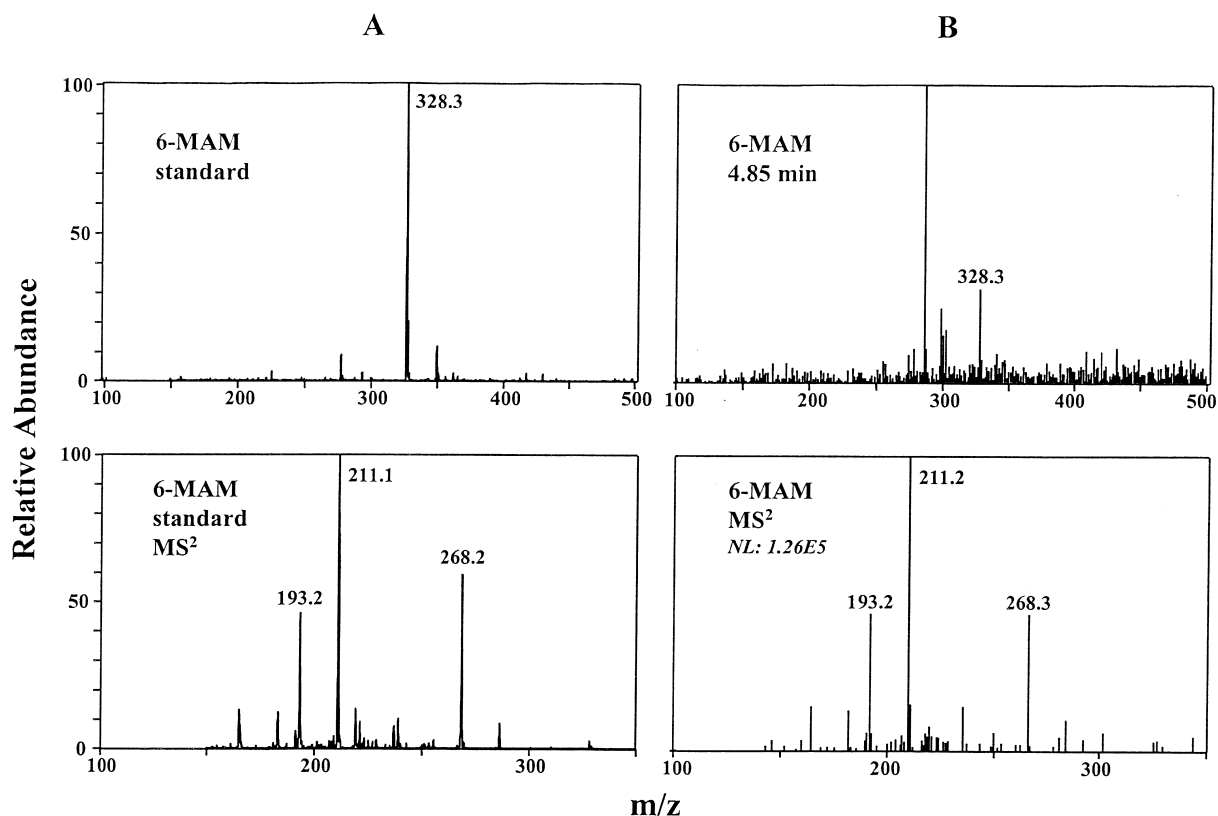 A
B
Relative Abundance
100
50
0
328.3
6-MAM
standard
100
200
300
400
500
328.3
6-MAM
4.85 min
100
200
300
400
500
100
50
0
211.1
6-MAM
standard
MS²
268.2
193.2
100
200
300
211.2
6-MAM
MS²
NL: 1.26E5
193.2
268.3
100
200
300
m/z